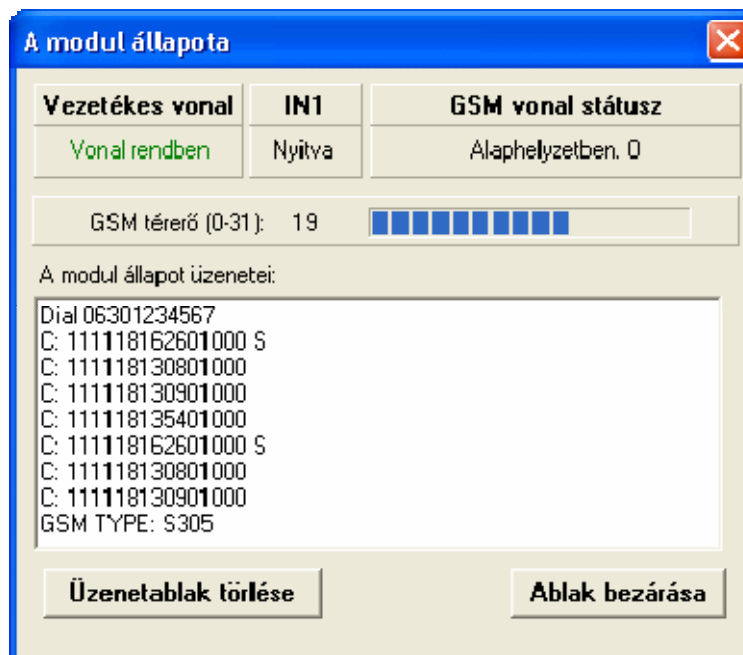 A modul állapota
Vezetékes vonal IN1 GSM vonal státusz
Vonal rendben Nyitva Alaphelyzetben. 0
GSM térerő (0-31): 19
A modul állapot üzenetei:
Dial 06301234567
C: 111118162601000 S
C: 111118130801000
C: 111118130901000
C: 111118135401000
C: 111118162601000 S
C: 111118130801000
C: 111118130901000
GSM TYPE: S305
Üzenetablak törlése Ablak bezárása